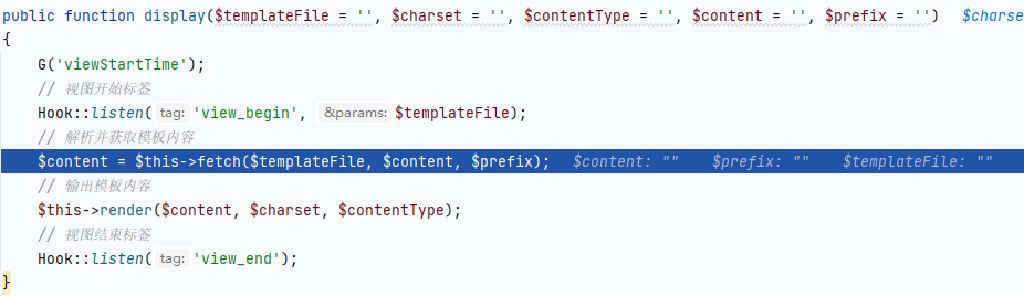 public function display($templateFile = '', $charset = '', $contentType = '', $content = '', $prefix = '') $charse
{
G('viewStartTime');
// 视图开始标签
Hook::listen( tag: 'view_begin', &params: $templateFile);
// 解析并获取模板内容
$content = $this->fetch($templateFile, $content, $prefix); $content: "" $prefix: "" $templateFile: ""
// 输出模板内容
$this->render($content, $charset, $contentType);
// 视图结束标签
Hook::listen( tag: 'view_end');
}